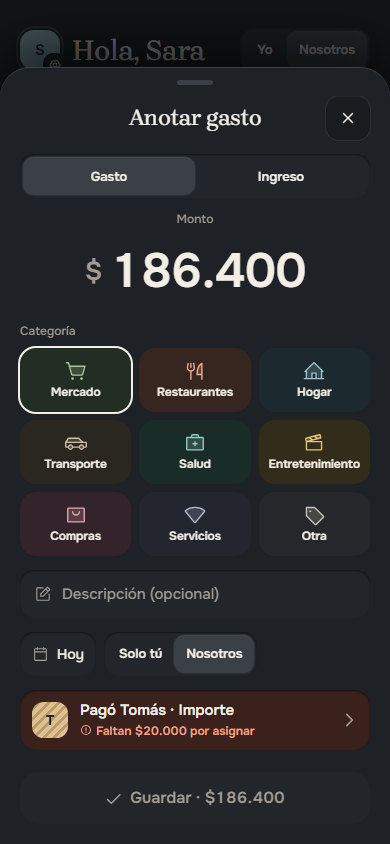 S
Hola, Sara
Yo
Nosotros
Anotar gasto
Gasto
Ingreso
Monto
$ 186.400
Categoría
Mercado
Restaurantes
Hogar
Transporte
Salud
Entretenimiento
Compras
Servicios
Otra
Descripción (opcional)
Hoy
Solo tú
Nosotros
T
Pagó Tomás · Importe
Faltan $20.000 por asignar
Guardar · $186.400